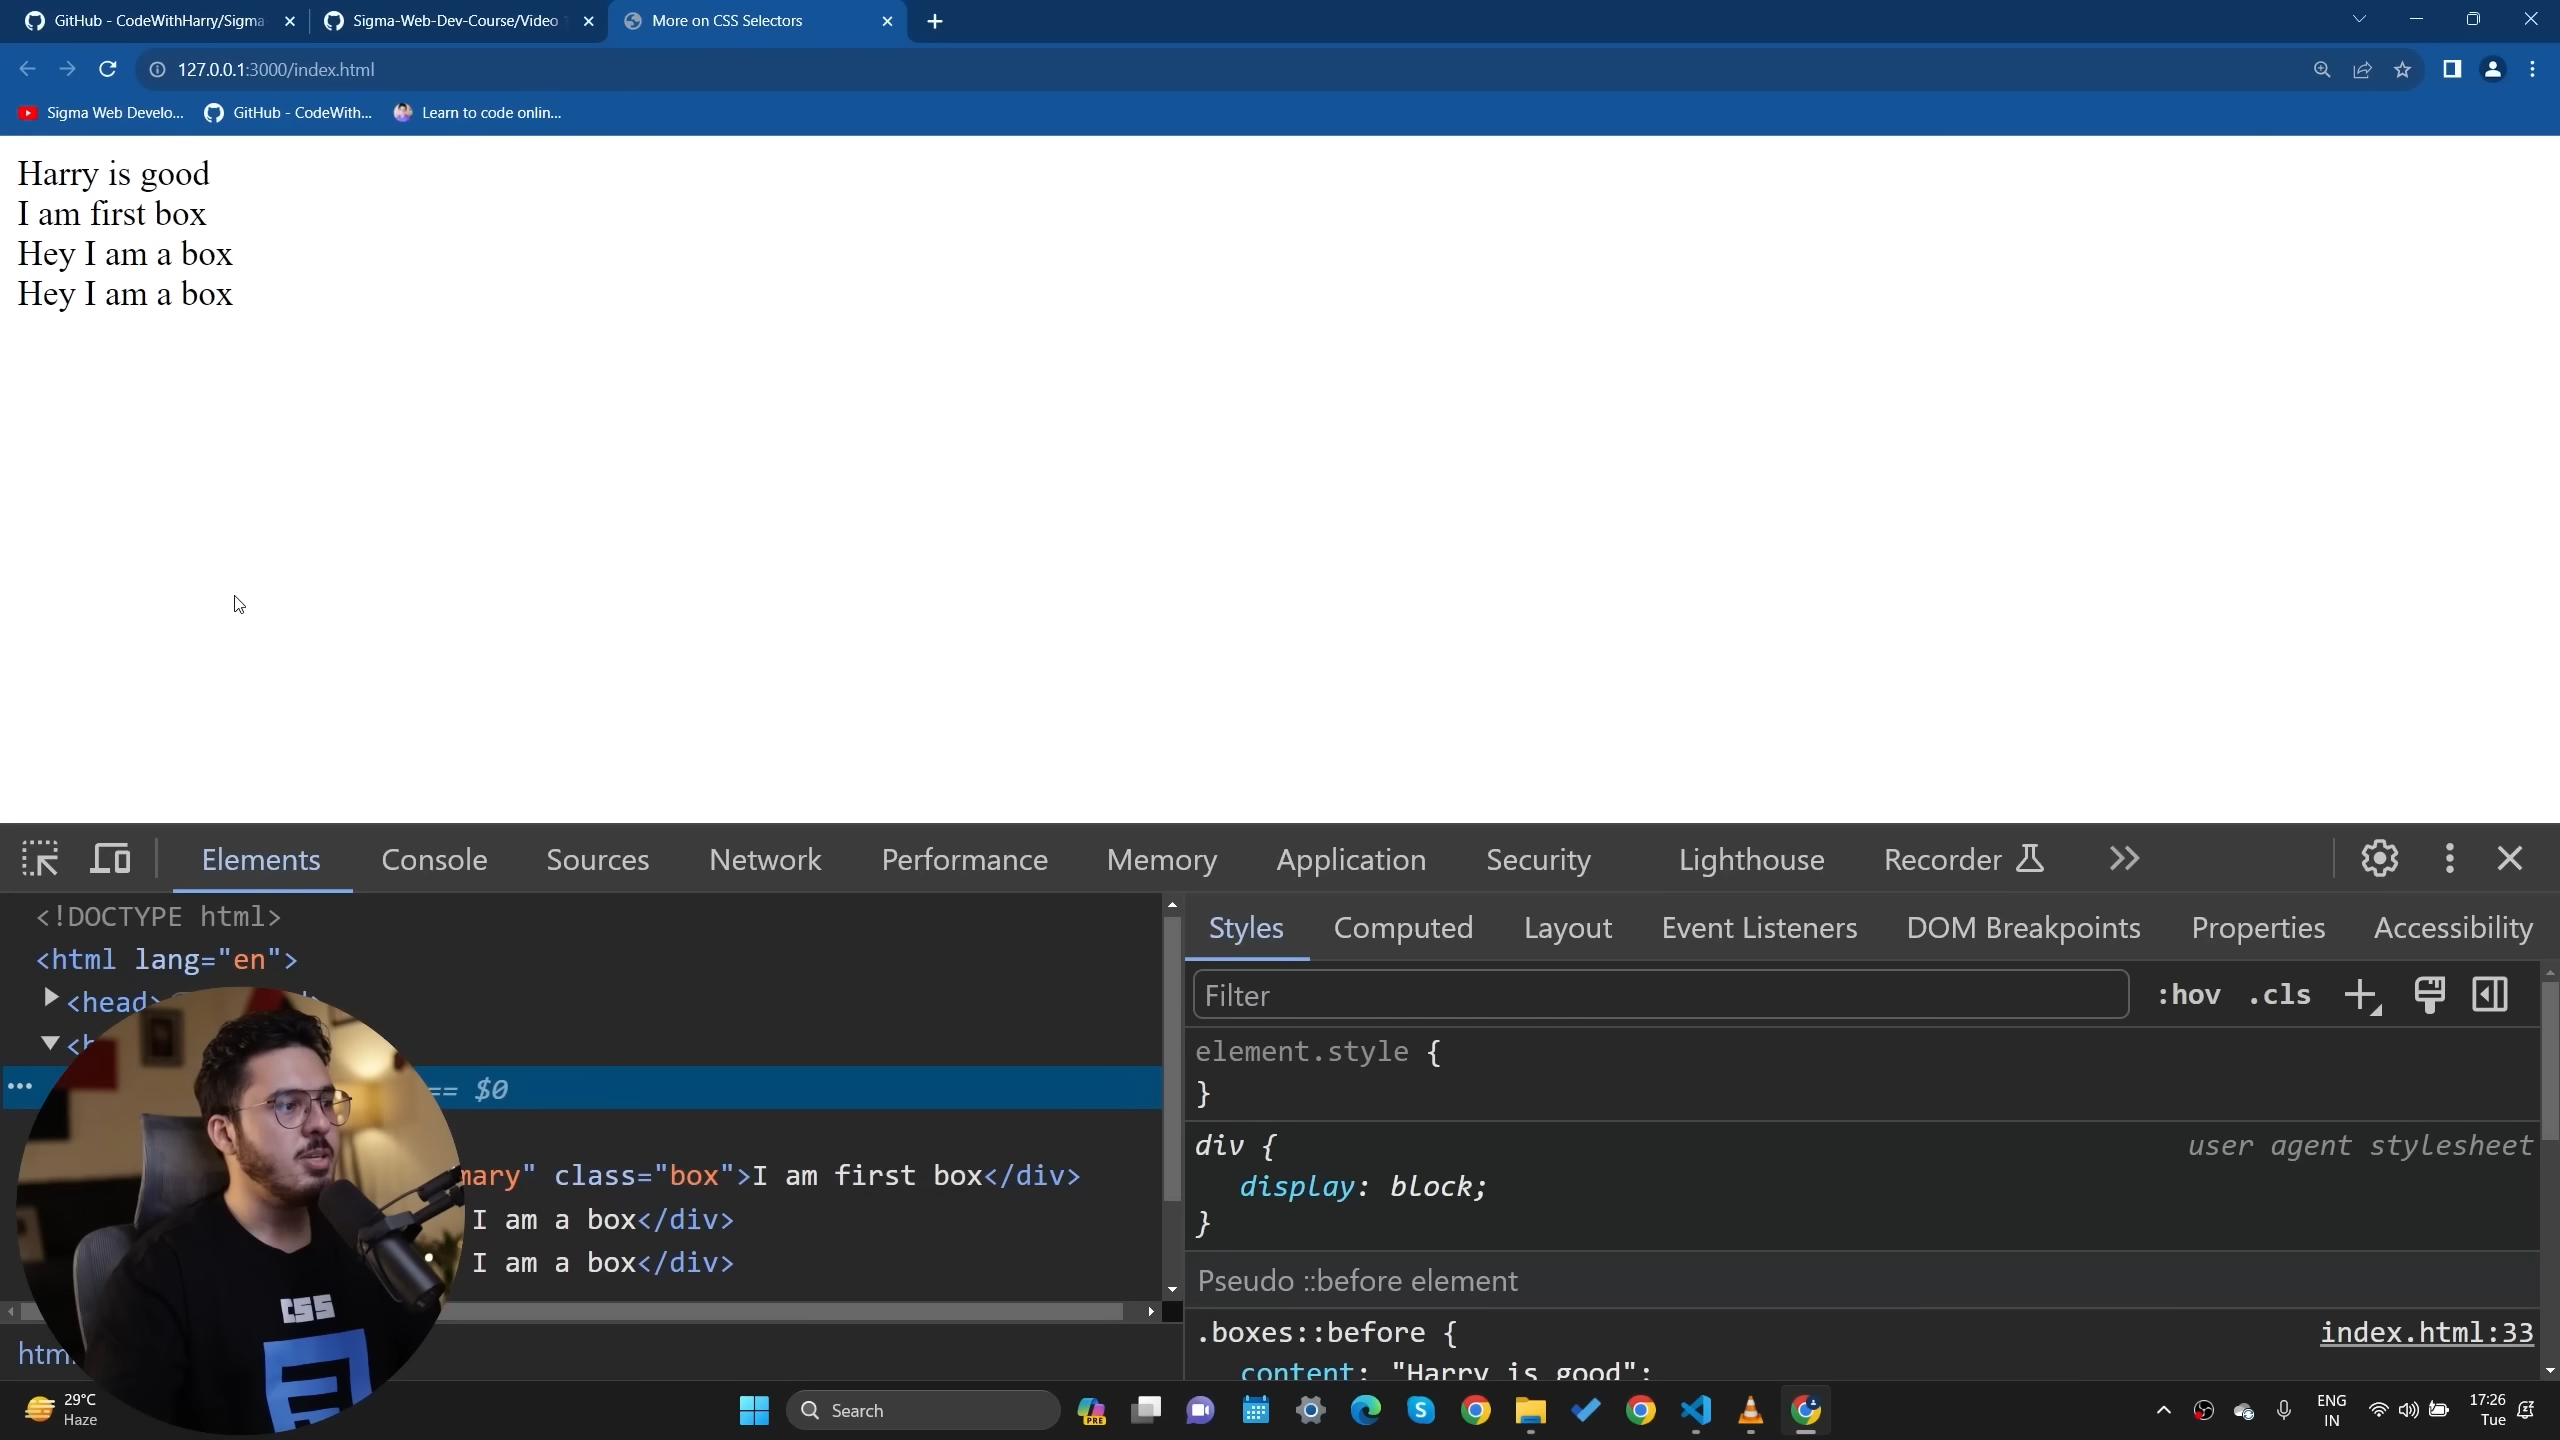 GitHub - CodeWithHarry/Sigma-
Sigma-Web-Dev-Course/Video 1
More on CSS Selectors
127.0.0.1:3000/index.html
Sigma Web Develo...
GitHub - CodeWith...
Learn to code onlin...
Harry is good
I am first box
Hey I am a box
Hey I am a box
Elements
Console
Sources
Network
Performance
Memory
Application
Security
Lighthouse
Recorder
<!DOCTYPE html>
<html lang="en">
<head>
== $0
mary" class="box">I am first box</div>
I am a box</div>
I am a box</div>
Styles
Computed
Layout
Event Listeners
DOM Breakpoints
Properties
Accessibility
Filter
:hov
.cls
element.style {
}
div {
user agent stylesheet
display: block;
}
Pseudo ::before element
.boxes::before {
index.html:33
content: "Harry is good";
CSS
29°C
Haze
Search
PRE
ENG
IN
17:26
Tue